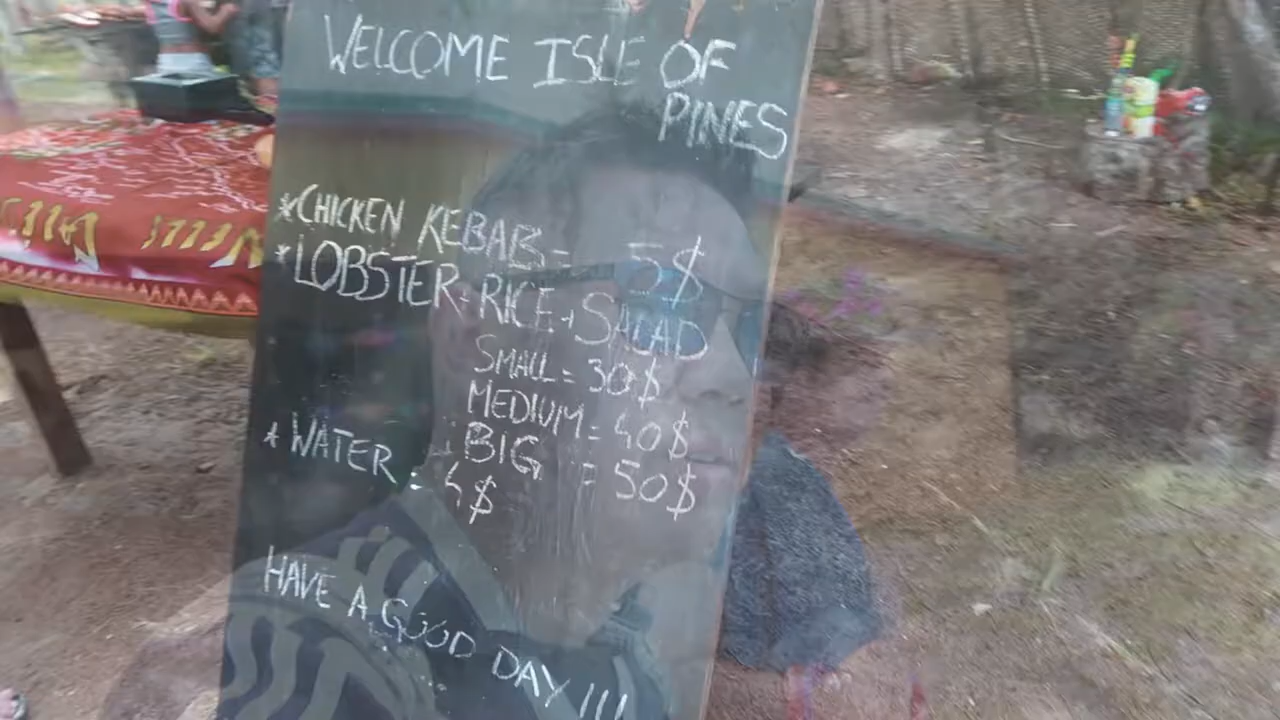 WELCOME ISLE OF
PINES
*CHICKEN KEBAB = 5$
*LOBSTER - RICE + SALAD
SMALL = 30$
MEDIUM = 40$
BIG = 50$
*WATER = 4$
HAVE A GOOD DAY !!!